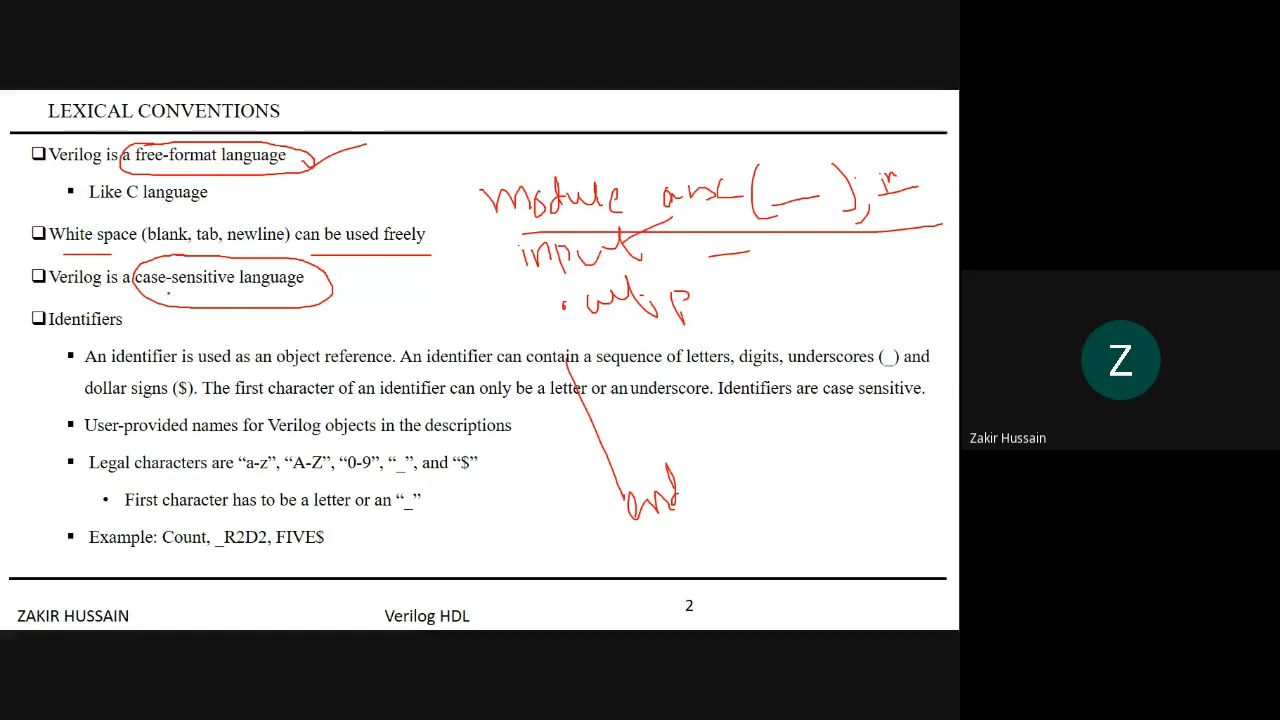 LEXICAL CONVENTIONS
❑Verilog is a free-format language
▪ Like C language
module (—); in
❑White space (blank, tab, newline) can be used freely
input —
❑Verilog is a case-sensitive language
❑Identifiers
▪ An identifier is used as an object reference. An identifier can contain a sequence of letters, digits, underscores (_) and
dollar signs ($). The first character of an identifier can only be a letter or an underscore. Identifiers are case sensitive.
▪ User-provided names for Verilog objects in the descriptions
▪ Legal characters are “a-z”, “A-Z”, “0-9”, “_”, and “$”
• First character has to be a letter or an “_”
end
▪ Example: Count, _R2D2, FIVE$
ZAKIR HUSSAIN Verilog HDL 2
Z
Zakir Hussain